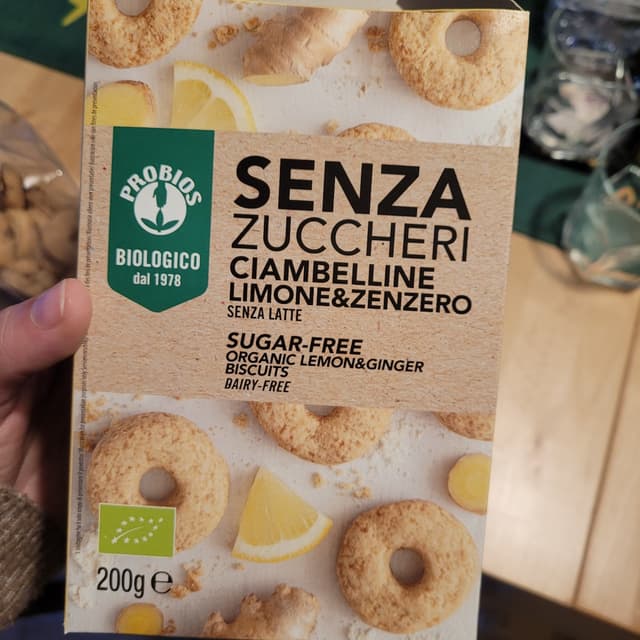 PROBIOS
BIOLOGICO
dal 1978
SENZA
ZUCCHERI
CIAMBELLINE
LIMONE&ZENZERO
SENZA LATTE
SUGAR-FREE
ORGANIC LEMON&GINGER
BISCUITS
DAIRY-FREE
200g ℮